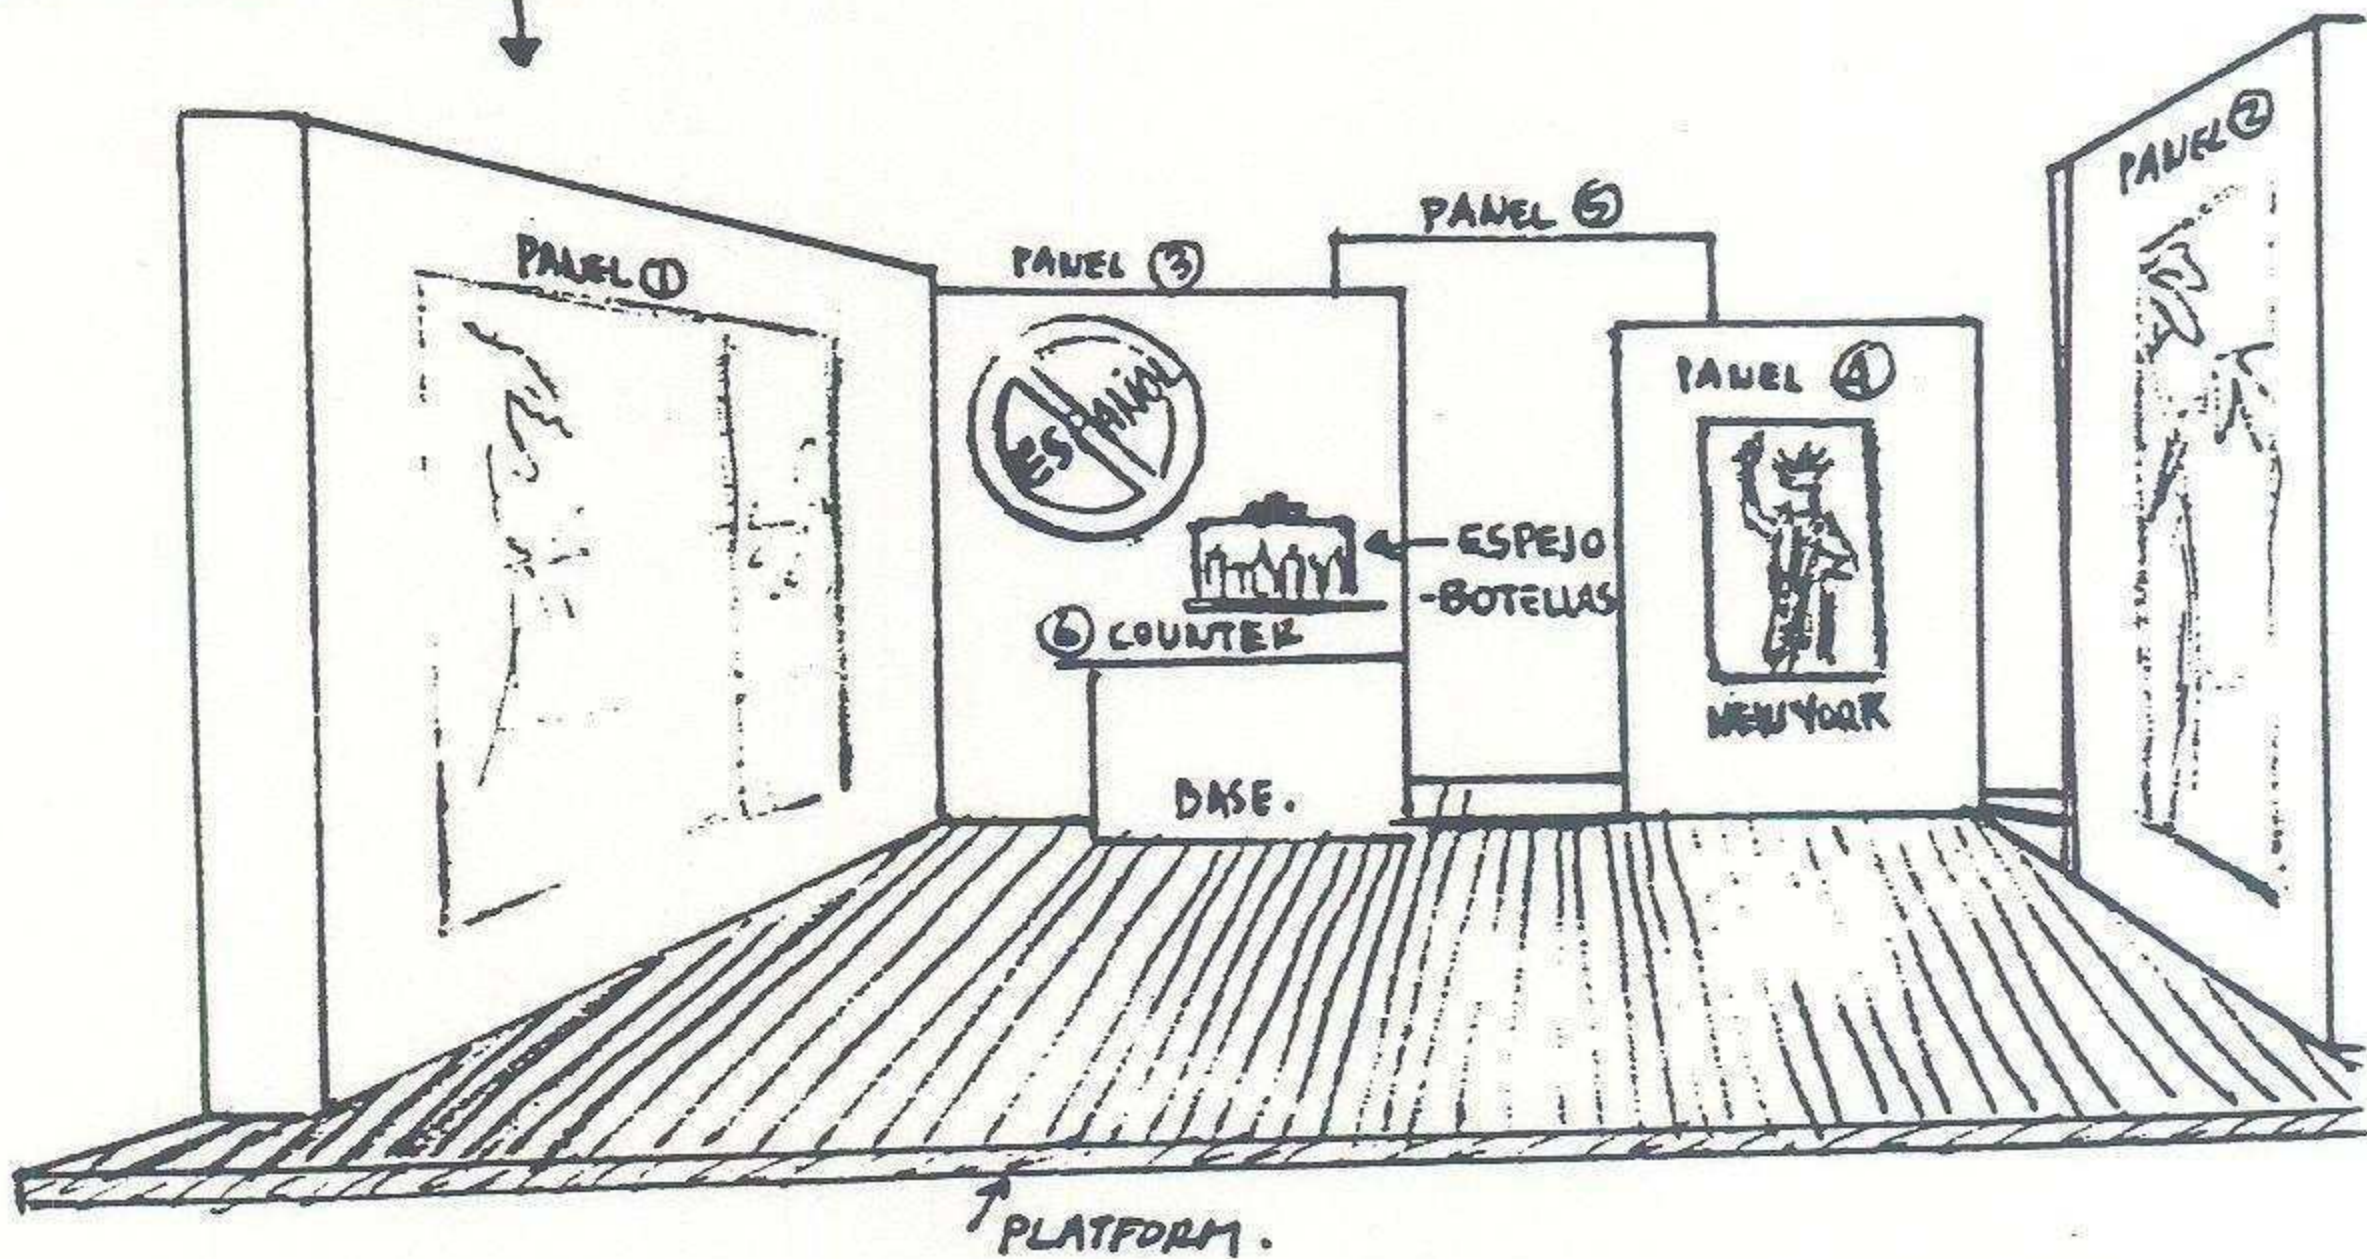 PANEL ①
PANEL ③
PANEL ⑤
PANEL ②
PANEL ④
ESPAÑOL
ESPEJO
-BOTELLAS
⑥ COUNTER
NEW YORK
BASE.
PLATFORM.